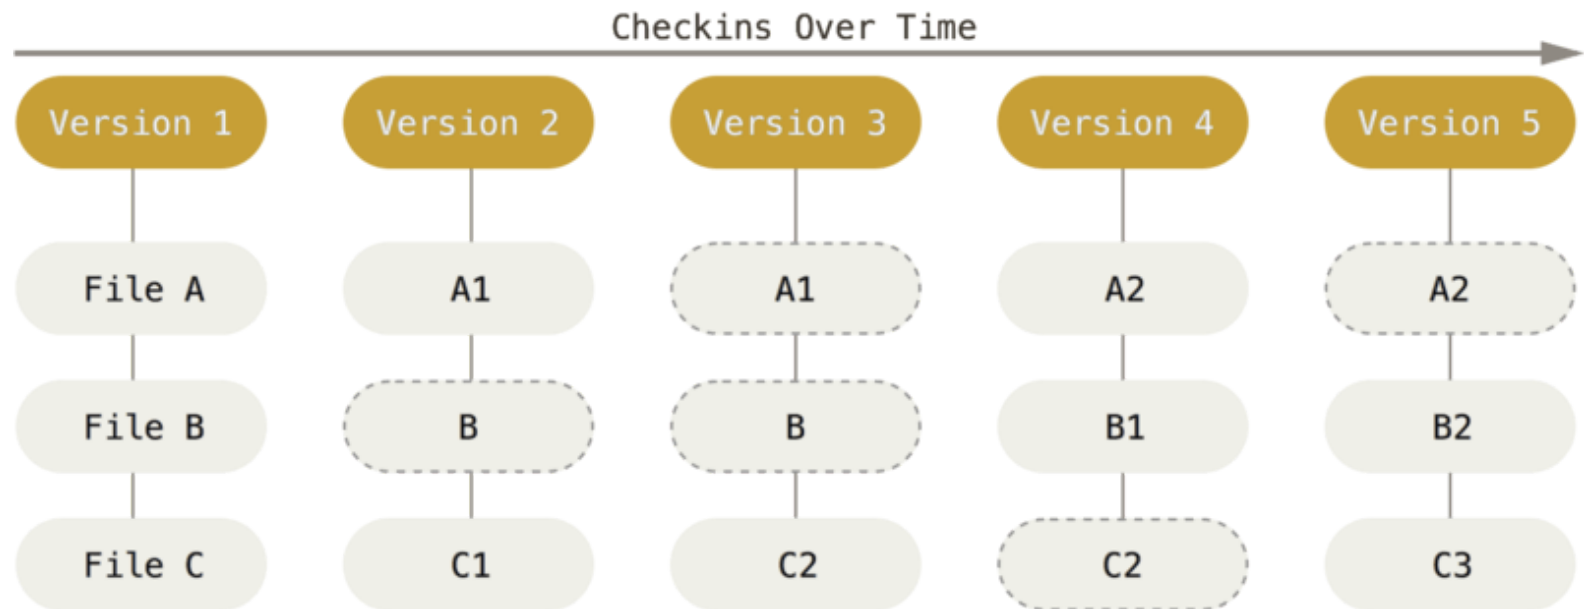 Checkins Over Time
Version 1 Version 2 Version 3 Version 4 Version 5
File A A1 A1 A2 A2
File B B B B1 B2
File C C1 C2 C2 C3